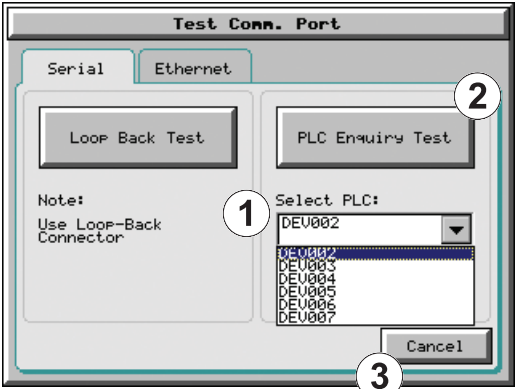 Test Comm. Port
Serial
Ethernet
2
Loop Back Test
PLC Enquiry Test
Note:
Use Loop-Back
Connector
1
Select PLC:
DEV002
DEV002
DEV003
DEV004
DEV005
DEV006
DEV007
Cancel
3